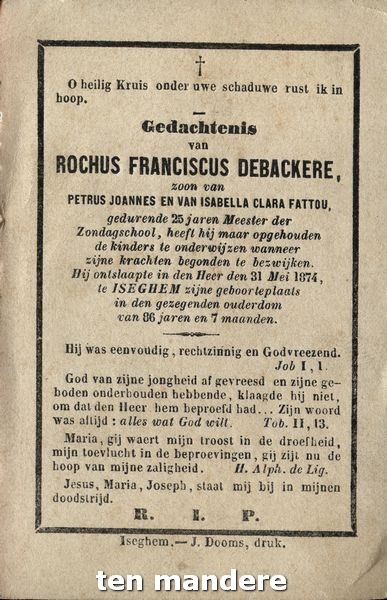 †
O heilig Kruis onder uwe schaduwe rust ik in
hoop.
Gedachtenis
van
ROCHUS FRANCISCUS DEBACKERE,
zoon van
PETRUS JOANNES EN VAN ISABELLA CLARA FATTOU,
gedurende 25 jaren Meester der
Zondagschool, heeft hij maar opgehouden
de kinders te onderwijzen wanneer
zijne krachten begonden te bezwijken.
Hij ontslaapte in den Heer den 31 Mei 1874,
te ISEGHEM zijne geboorteplaats
in den gezegenden ouderdom
van 86 jaren en 7 maanden.
Hij was eenvoudig, rechtzinnig en Godvreezend.
Job I, 1.
God van zijne jongheid af gevreesd en zijne ge-
boden onderhouden hebbende, klaagde hij niet,
om dat den Heer hem beproefd had... Zijn woord
was altijd : alles wat God wilt. Tob. II, 13.
Maria, gij waert mijn troost in de droefheid,
mijn toevlucht in de beproevingen, gij zijt nu de
hoop van mijne zaligheid. H. Alph. de Lig.
Jesus, Maria, Joseph, staat mij bij in mijnen
doodstrijd.
R. I. P.
Iseghem.— J. Dooms, druk.
ten mandere